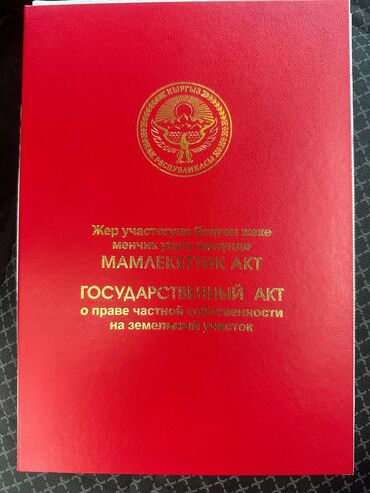 КЫРГЫЗ
РЕСПУБЛИКАСЫ
Жер участогуна болгон жеке
менчик укугу жөнүндө
МАМЛЕКЕТТИК АКТ
ГОСУДАРСТВЕННЫЙ АКТ
о праве частной собственности
на земельный участок